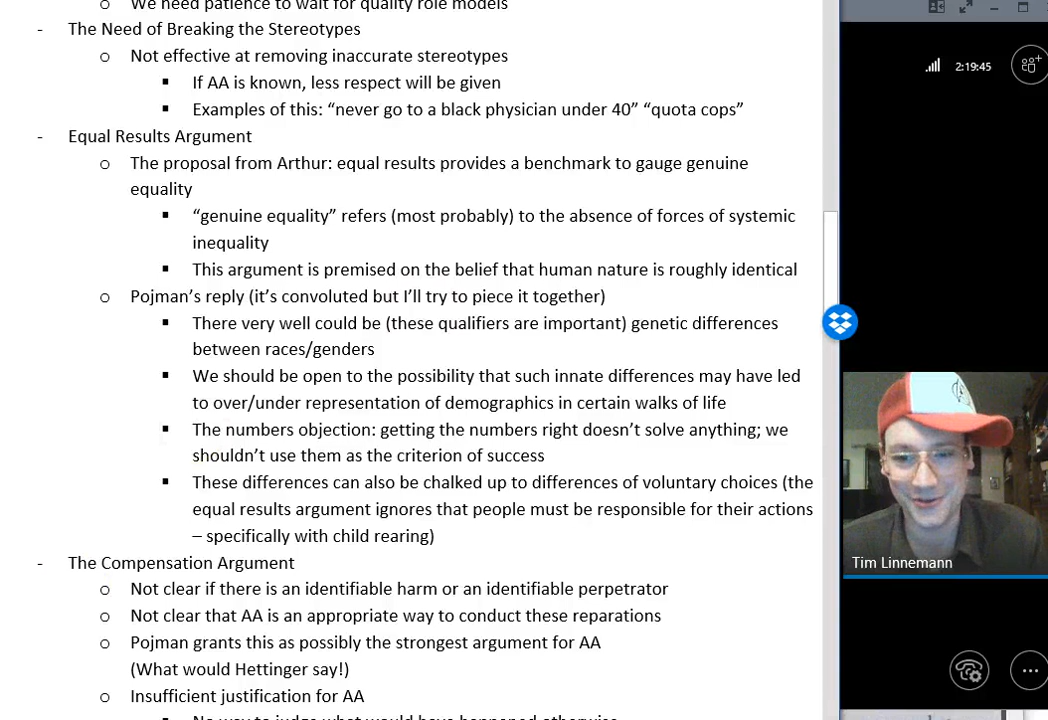 o We need patience to wait for quality role models
- The Need of Breaking the Stereotypes
o Not effective at removing inaccurate stereotypes
▪ If AA is known, less respect will be given
▪ Examples of this: “never go to a black physician under 40” “quota cops”
- Equal Results Argument
o The proposal from Arthur: equal results provides a benchmark to gauge genuine
equality
▪ “genuine equality” refers (most probably) to the absence of forces of systemic
inequality
▪ This argument is premised on the belief that human nature is roughly identical
o Pojman’s reply (it’s convoluted but I’ll try to piece it together)
▪ There very well could be (these qualifiers are important) genetic differences
between races/genders
▪ We should be open to the possibility that such innate differences may have led
to over/under representation of demographics in certain walks of life
▪ The numbers objection: getting the numbers right doesn’t solve anything; we
shouldn’t use them as the criterion of success
▪ These differences can also be chalked up to differences of voluntary choices (the
equal results argument ignores that people must be responsible for their actions
– specifically with child rearing)
- The Compensation Argument
o Not clear if there is an identifiable harm or an identifiable perpetrator
o Not clear that AA is an appropriate way to conduct these reparations
o Pojman grants this as possibly the strongest argument for AA
(What would Hettinger say!)
o Insufficient justification for AA
▪ No way to judge what would have happened otherwise
2:19:45
Tim Linnemann